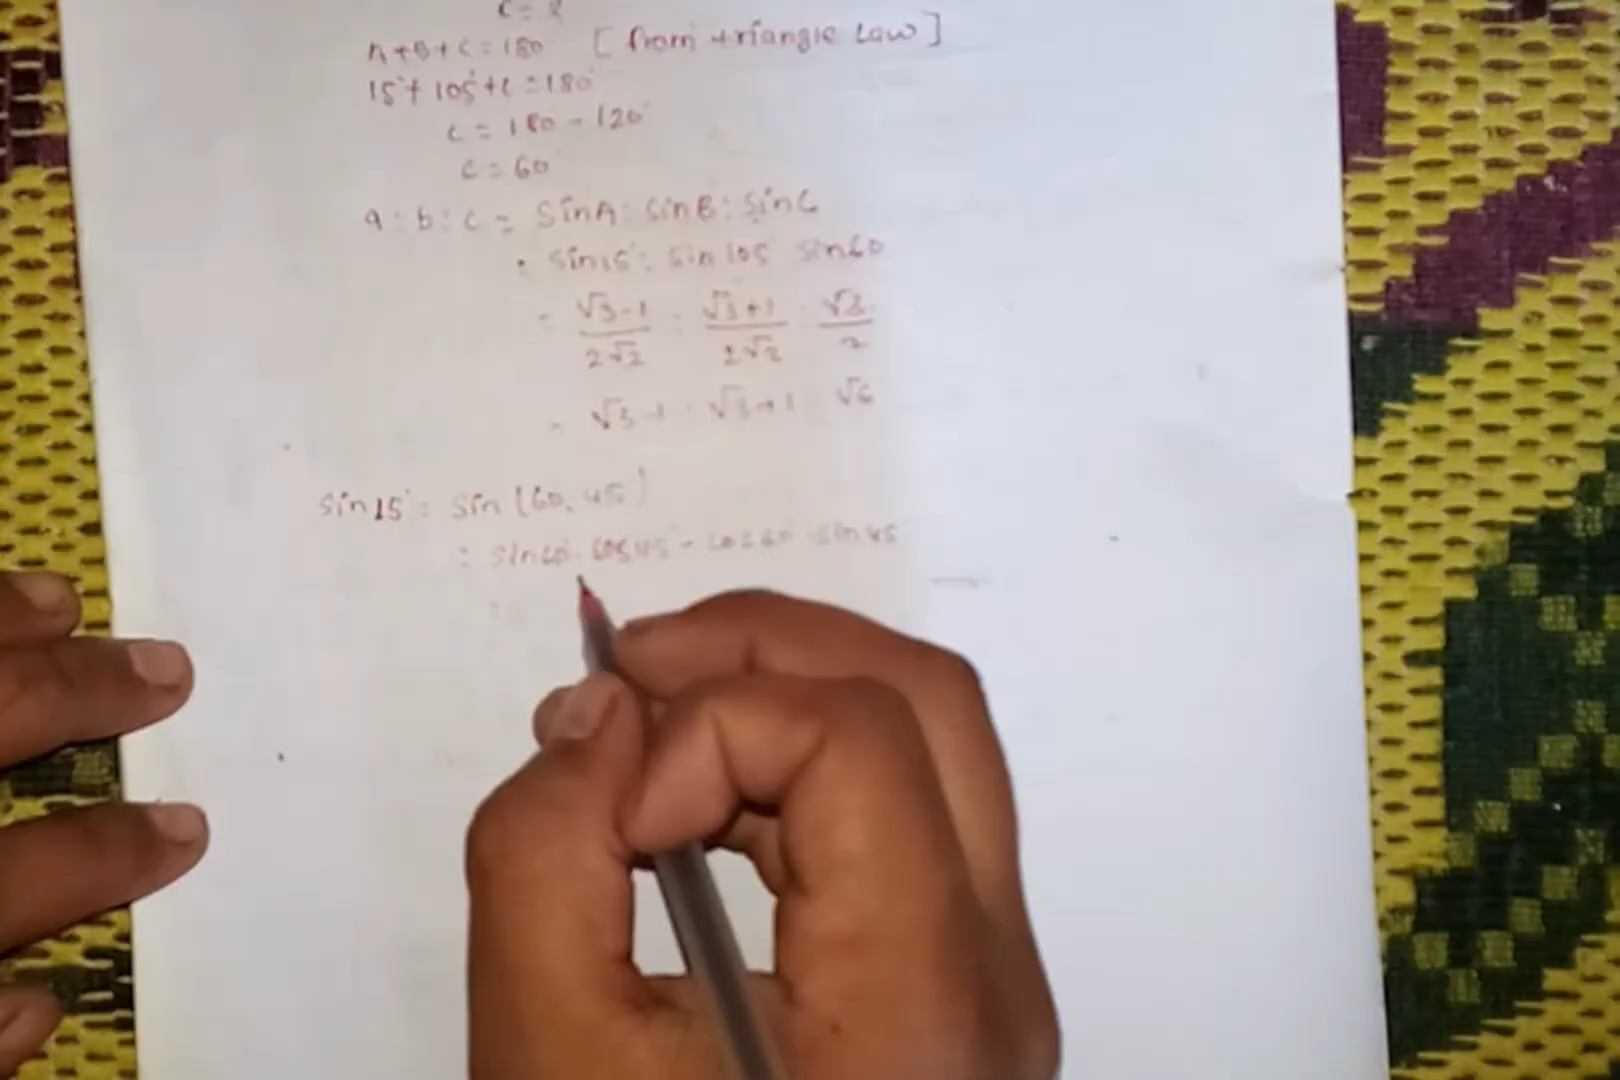 C = ?
A+B+C = 180 [from triangle Law]
15°+105°+C = 180°
C = 180 - 120°
C = 60°
a : b : c = SinA : SinB : SinC
= Sin15° : Sin105° Sin60
= √3-1/2√2 : √3+1/2√2 : √3/2
= √3-1 : √3+1 √6
Sin15° = Sin(60-45°)
= Sin60°. Cos45° - Cos60° Sin45
=